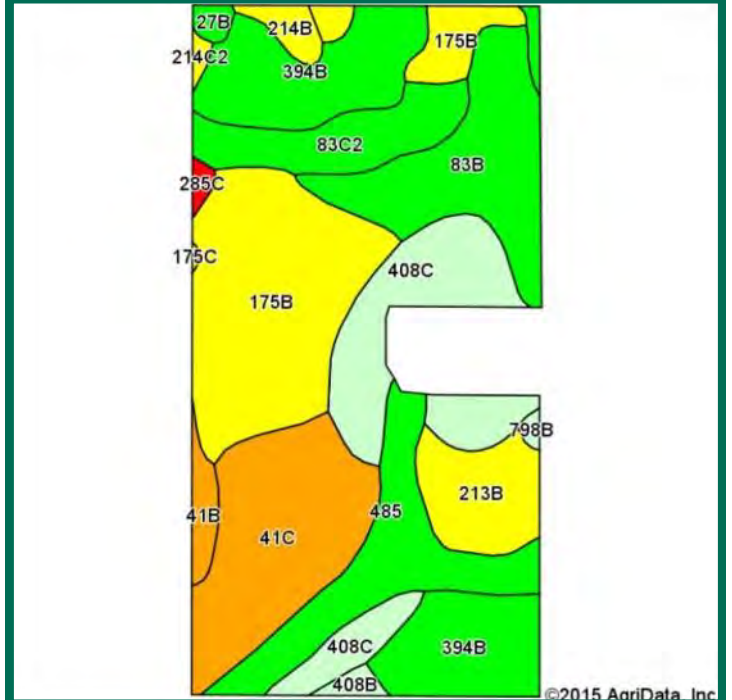 27B
214B
175B
214C2
394B
83C2
83B
285C
175C
408C
175B
798B
213B
41B
485
41C
408C
394B
408B
©2015 AgriData, Inc